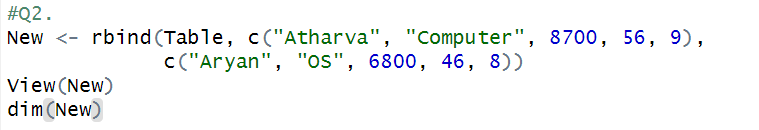 #Q2.
New <- rbind(Table, c("Atharva", "Computer", 8700, 56, 9),
             c("Aryan", "OS", 6800, 46, 8))
View(New)
dim(New)